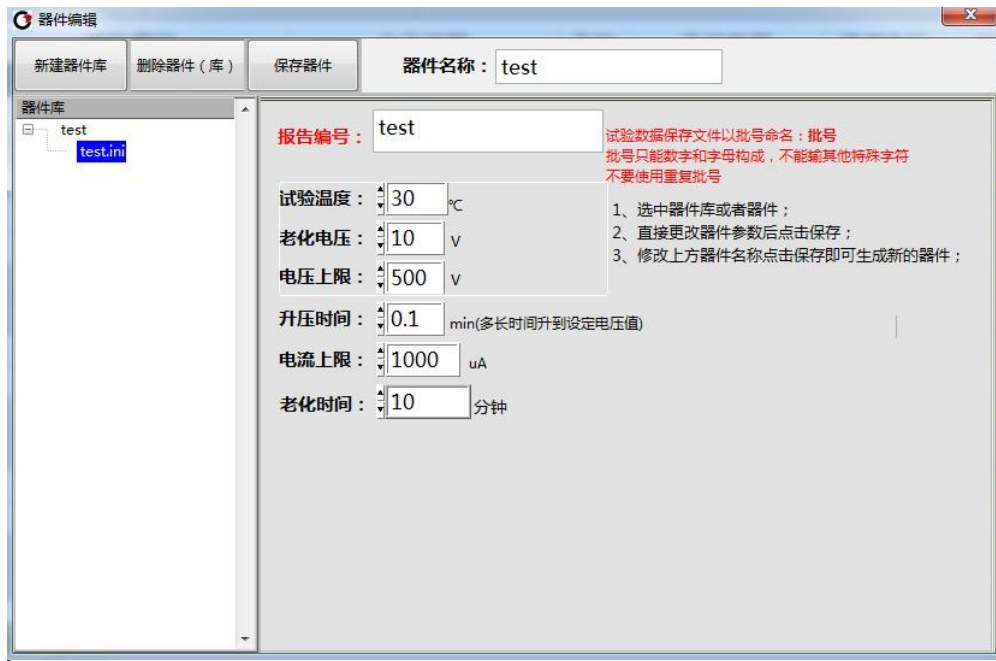 器件编辑
新建器件库 删除器件（库） 保存器件 器件名称： test
器件库
test
test.ini
报告编号： test
试验数据保存文件以批号命名：批号
批号只能数字和字母构成，不能输其他特殊字符
不要使用重复批号
试验温度： 30 ℃
老化电压： 10 V
电压上限： 500 V
1、选中器件库或者器件；
2、直接更改器件参数后点击保存；
3、修改上方器件名称点击保存即可生成新的器件；
升压时间： 0.1 min(多长时间升到设定电压值)
电流上限： 1000 uA
老化时间： 10 分钟